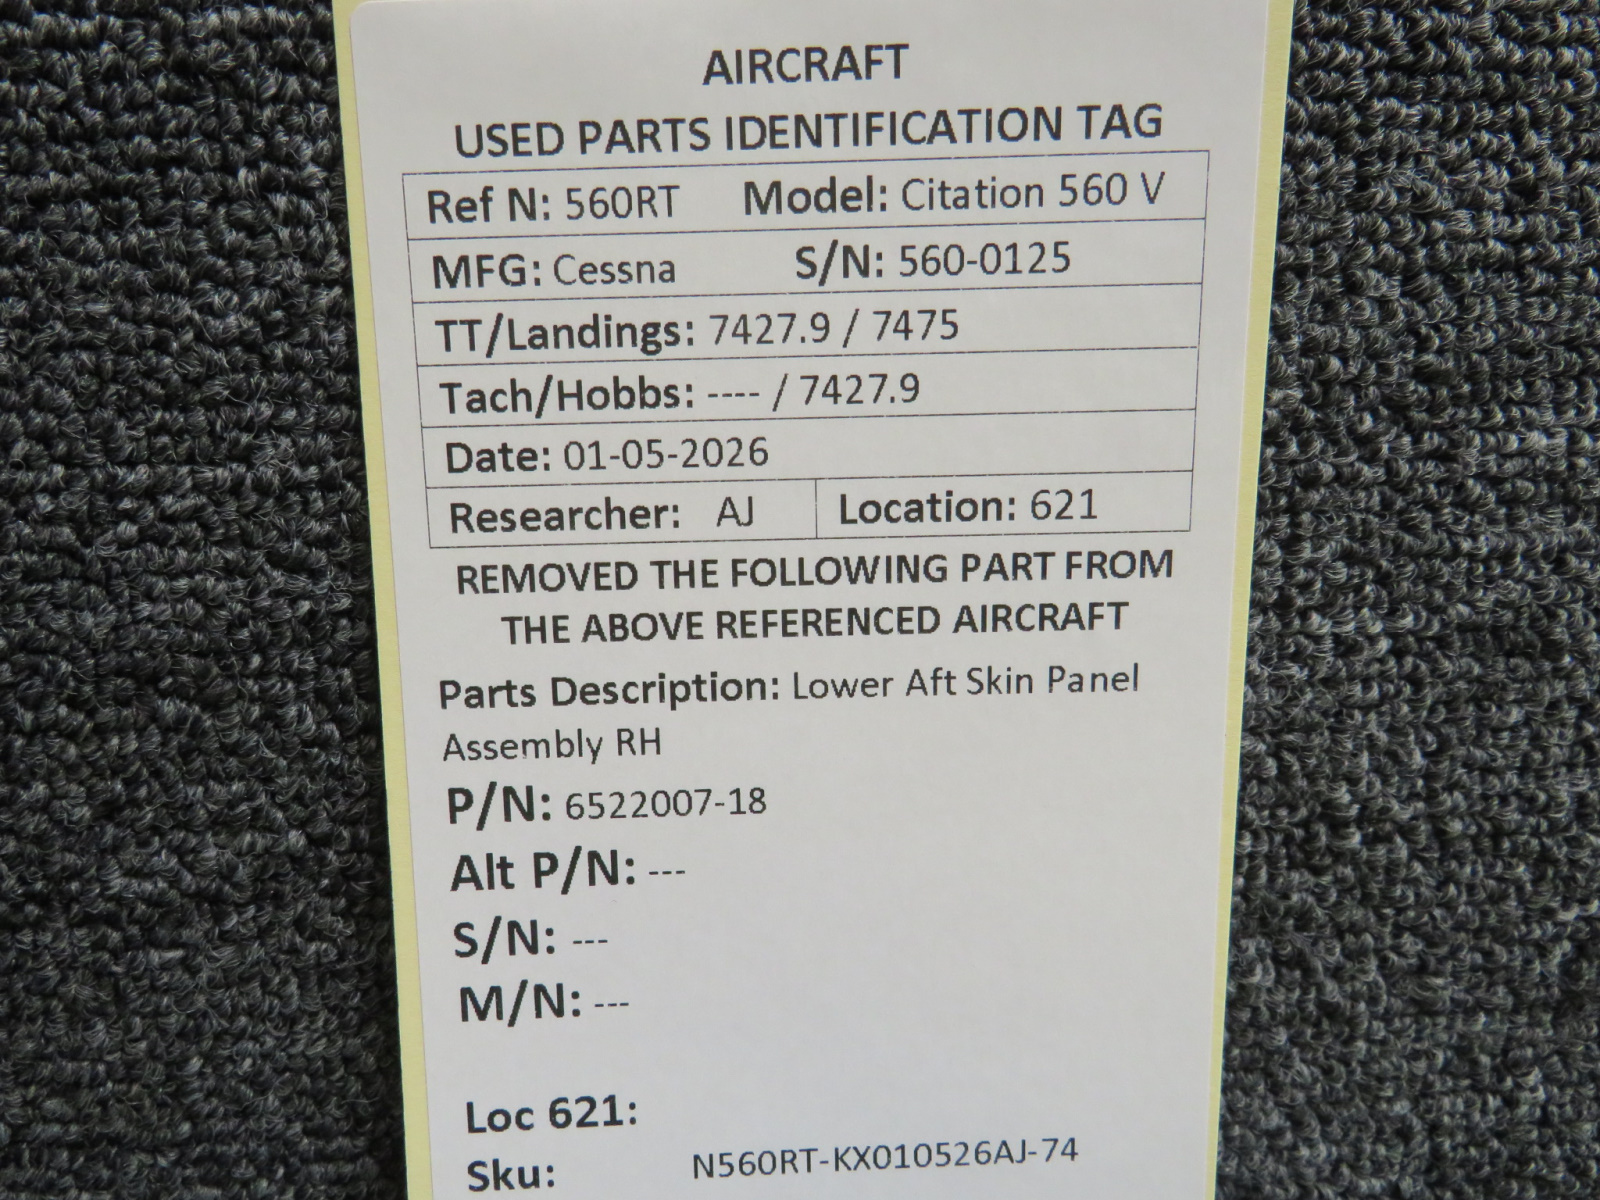 AIRCRAFT
USED PARTS IDENTIFICATION TAG
Ref N: 560RT Model: Citation 560 V
MFG: Cessna S/N: 560-0125
TT/Landings: 7427.9 / 7475
Tach/Hobbs: ---- / 7427.9
Date: 01-05-2026
Researcher: AJ Location: 621
REMOVED THE FOLLOWING PART FROM
THE ABOVE REFERENCED AIRCRAFT
Parts Description: Lower Aft Skin Panel
Assembly RH
P/N: 6522007-18
Alt P/N: ---
S/N: ---
M/N: ---
Loc 621:
Sku: N560RT-KX010526AJ-74